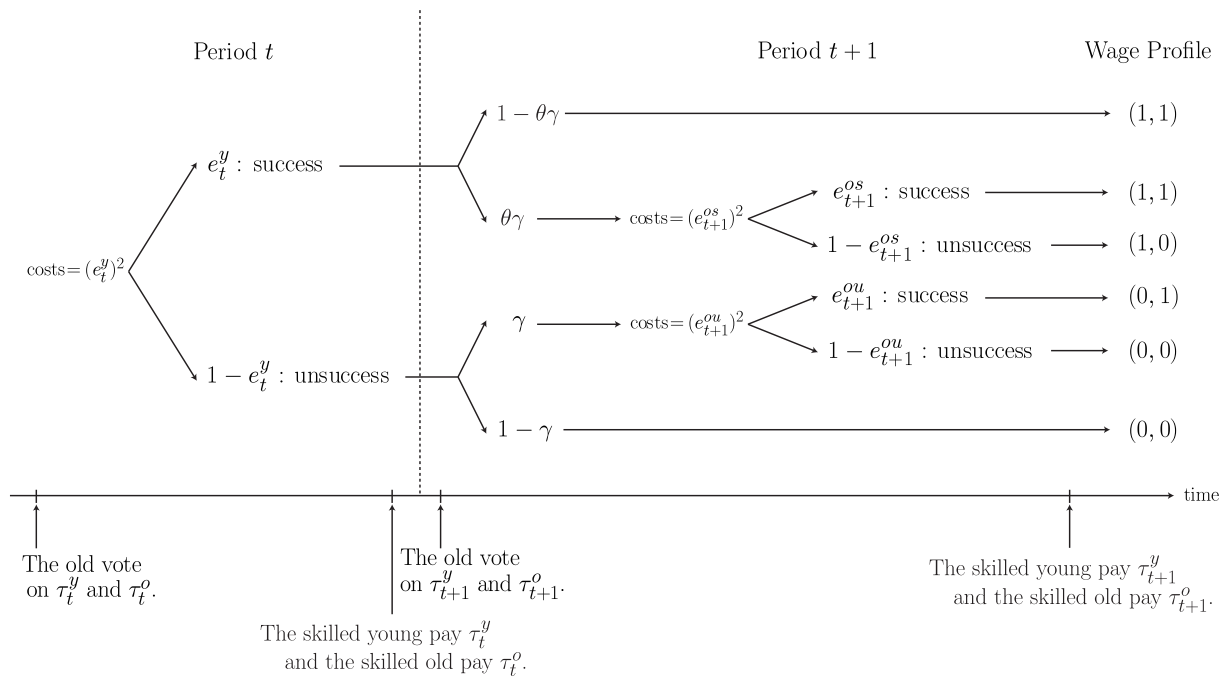 Period t
Period t + 1
Wage Profile
1 − θγ
(1, 1)
e_t^y : success
e_{t+1}^{os} : success
(1, 1)
θγ
costs=(e_{t+1}^{os})^2
1 − e_{t+1}^{os} : unsuccess
(1, 0)
costs=(e_t^y)^2
e_{t+1}^{ou} : success
(0, 1)
γ
costs=(e_{t+1}^{ou})^2
1 − e_{t+1}^{ou} : unsuccess
(0, 0)
1 − e_t^y : unsuccess
1 − γ
(0, 0)
time
The old vote
on τ_t^y and τ_t^o.
The old vote
on τ_{t+1}^y and τ_{t+1}^o.
The skilled young pay τ_{t+1}^y
and the skilled old pay τ_{t+1}^o.
The skilled young pay τ_t^y
and the skilled old pay τ_t^o.